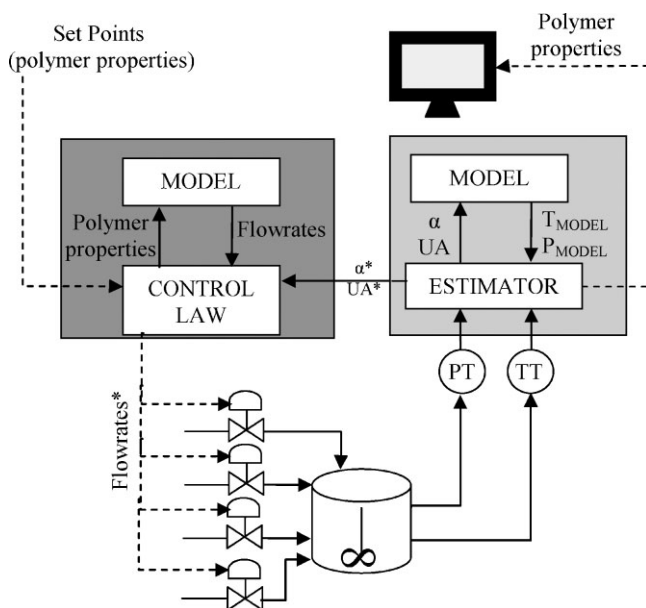 Set Points
(polymer properties)
Polymer
properties
MODEL
Polymer
properties
Flowrates
CONTROL
LAW
α*
UA*
MODEL
α
UA
T_MODEL
P_MODEL
ESTIMATOR
PT
TT
Flowrates*